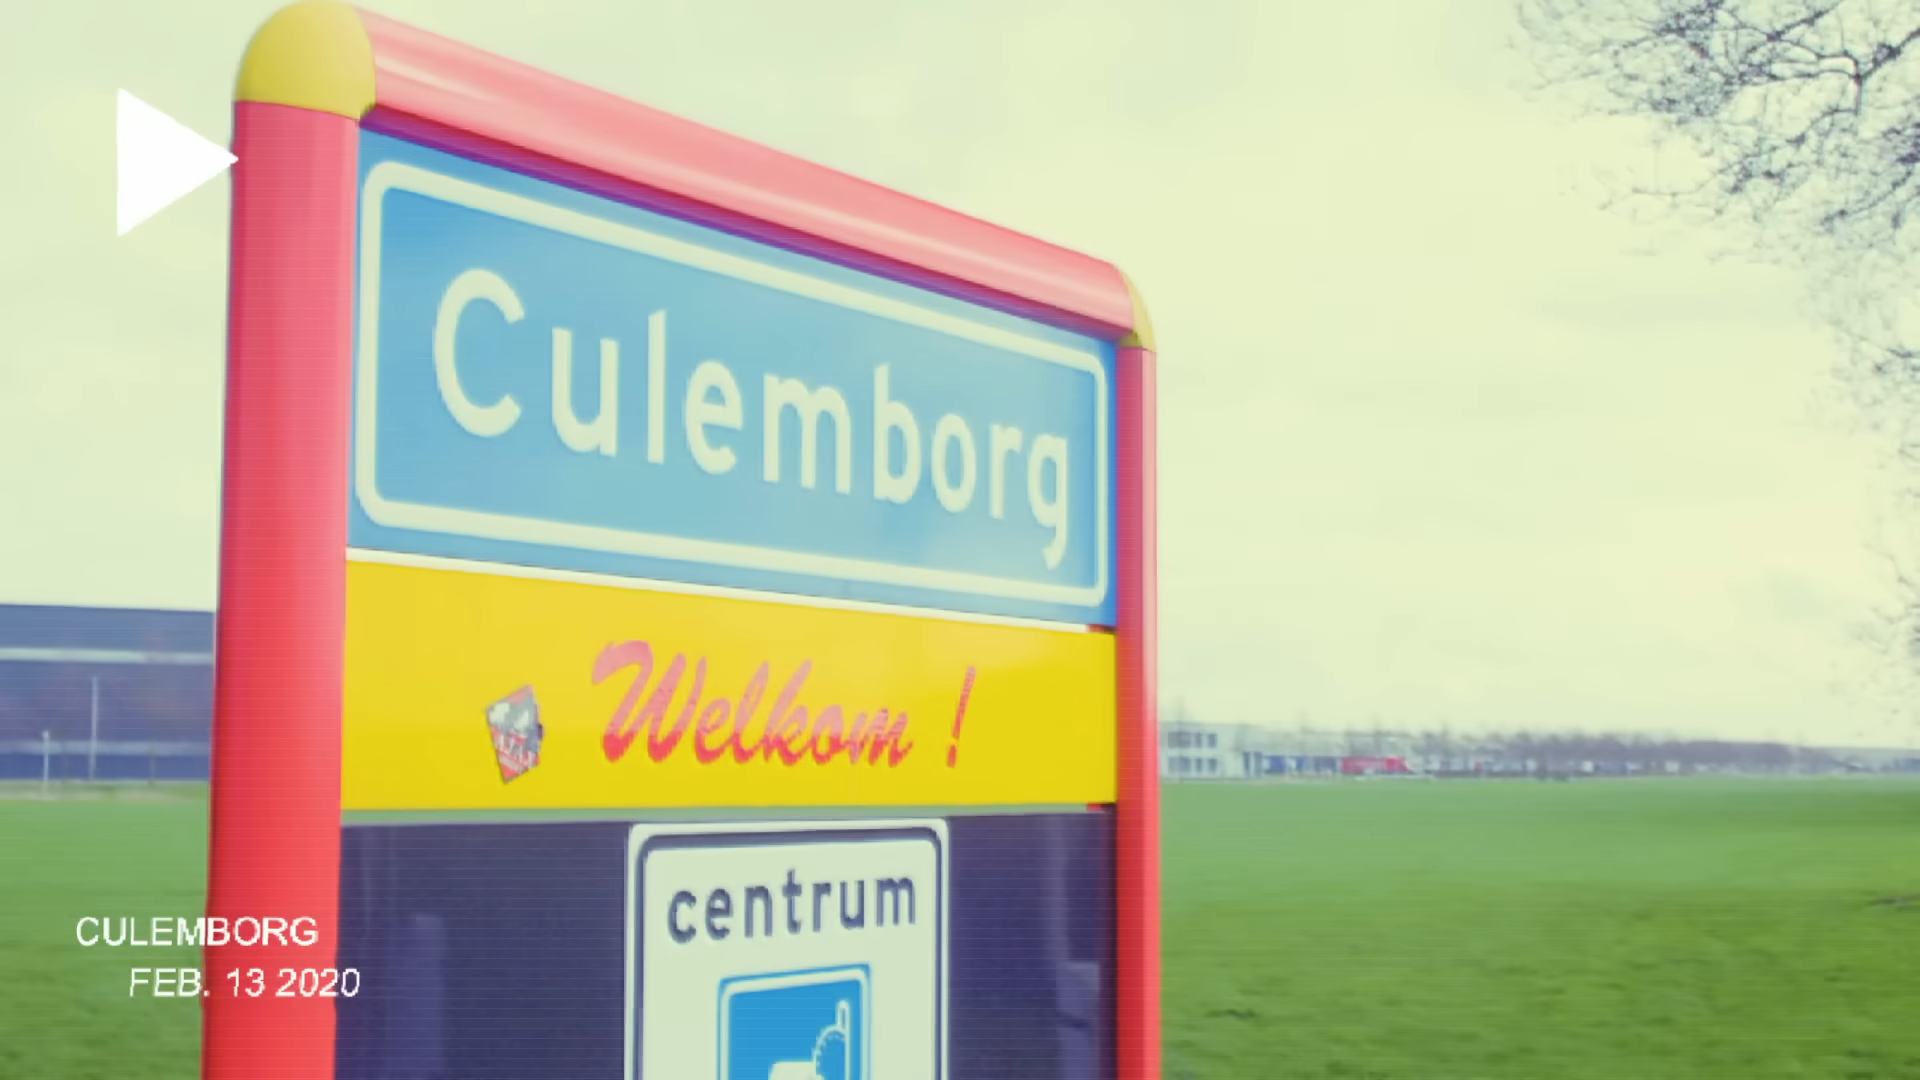 Culemborg
Welkom !
centrum
CULEMBORG
FEB. 13 2020